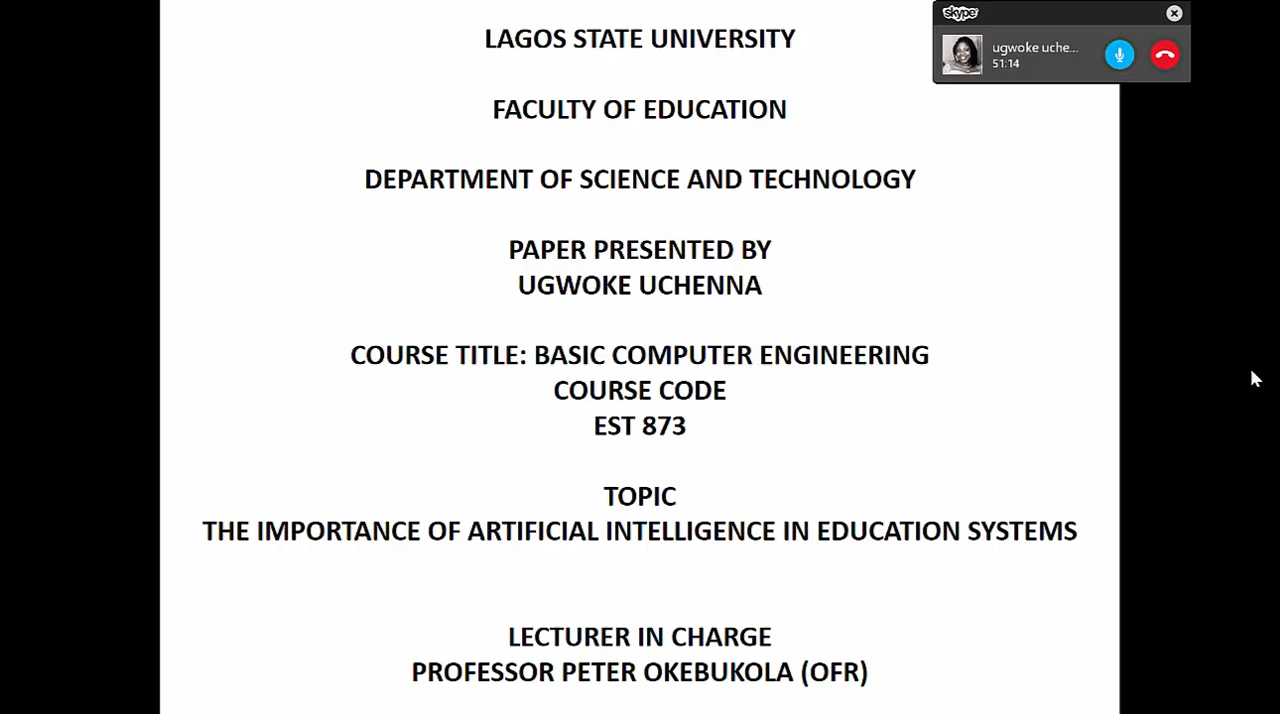 LAGOS STATE UNIVERSITY
FACULTY OF EDUCATION
DEPARTMENT OF SCIENCE AND TECHNOLOGY
PAPER PRESENTED BY
UGWOKE UCHENNA
COURSE TITLE: BASIC COMPUTER ENGINEERING
COURSE CODE
EST 873
TOPIC
THE IMPORTANCE OF ARTIFICIAL INTELLIGENCE IN EDUCATION SYSTEMS
LECTURER IN CHARGE
PROFESSOR PETER OKEBUKOLA (OFR)
skype
ugwoke uche...
51:14